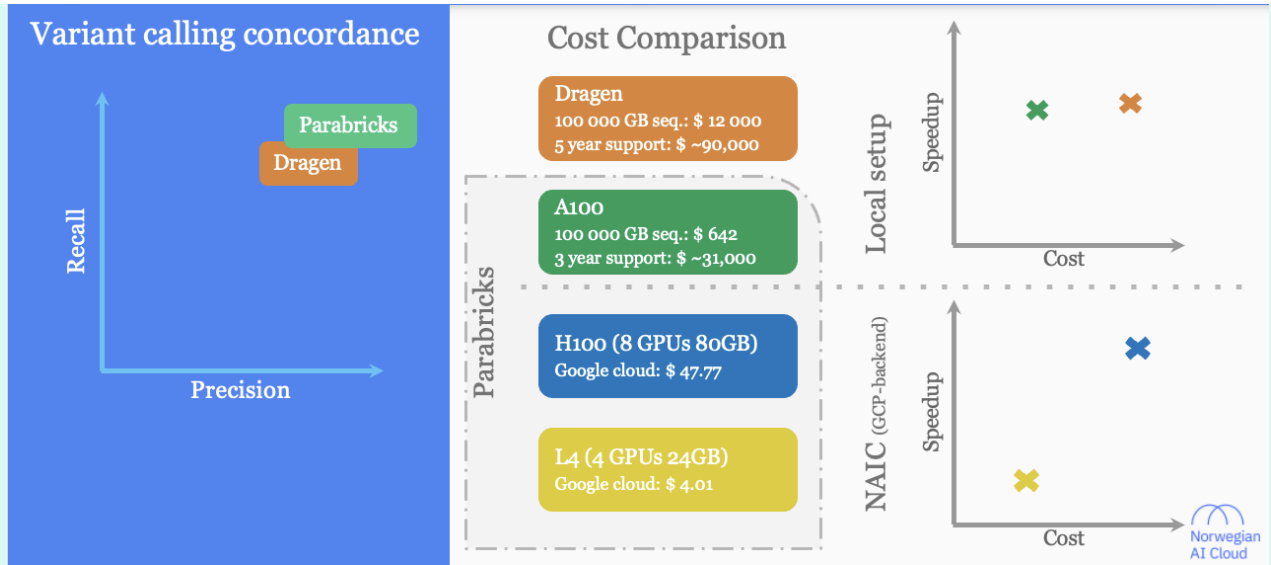 Variant calling concordance
Parabricks
Dragen
Recall
Precision
Cost Comparison
Dragen
100 000 GB seq.: $ 12 000
5 year support: $ ~90,000
Parabricks
A100
100 000 GB seq.: $ 642
3 year support: $ ~31,000
H100 (8 GPUs 80GB)
Google cloud: $ 47.77
L4 (4 GPUs 24GB)
Google cloud: $ 4.01
Local setup
Speedup
Cost
NAIC (GCP-backend)
Speedup
Cost
Norwegian
AI Cloud